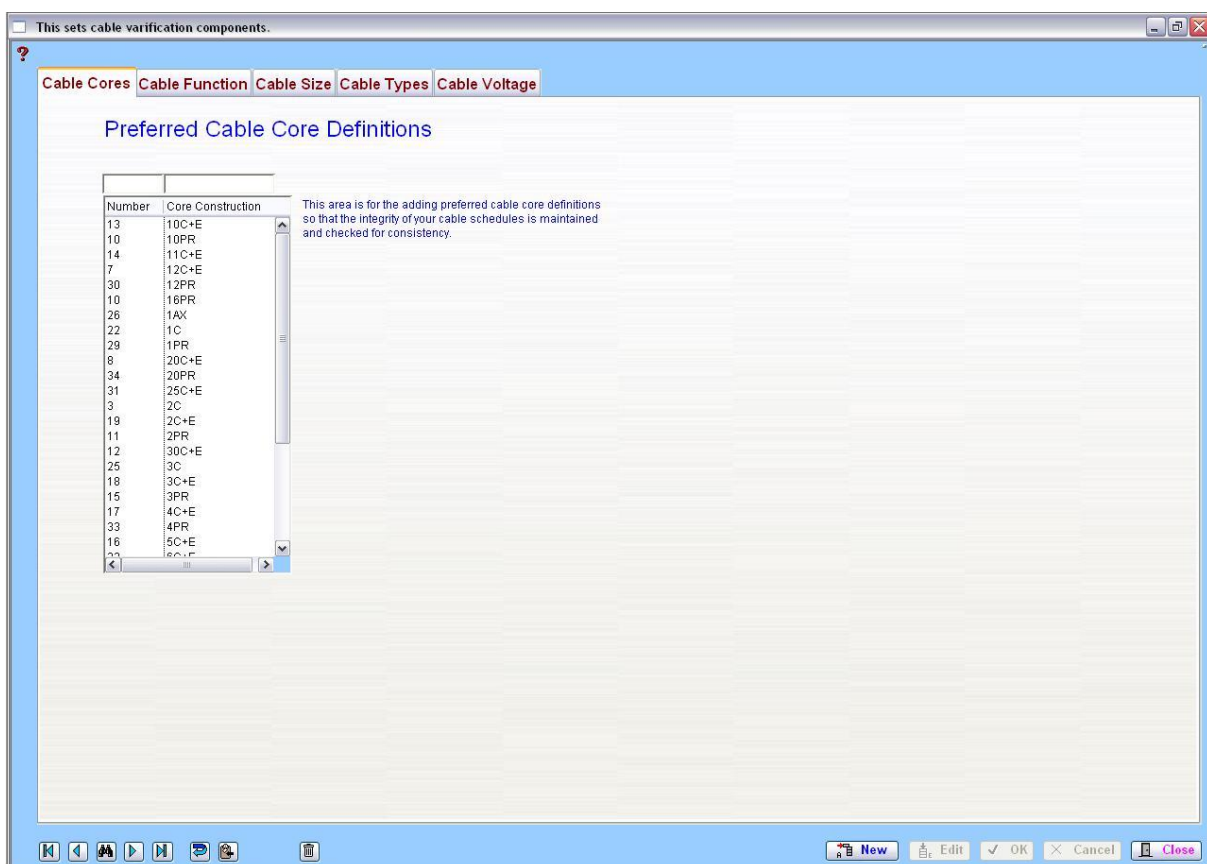 This sets cable varification components.
?
Cable Cores Cable Function Cable Size Cable Types Cable Voltage
Preferred Cable Core Definitions
Number Core Construction
13 10C+E
10 10PR
14 11C+E
7 12C+E
30 12PR
10 16PR
26 1AX
22 1C
29 1PR
8 20C+E
34 20PR
31 25C+E
3 2C
19 2C+E
11 2PR
12 30C+E
25 3C
18 3C+E
15 3PR
17 4C+E
33 4PR
16 5C+E
This area is for the adding preferred cable core definitions
so that the integrity of your cable schedules is maintained
and checked for consistency.
New Edit OK Cancel Close